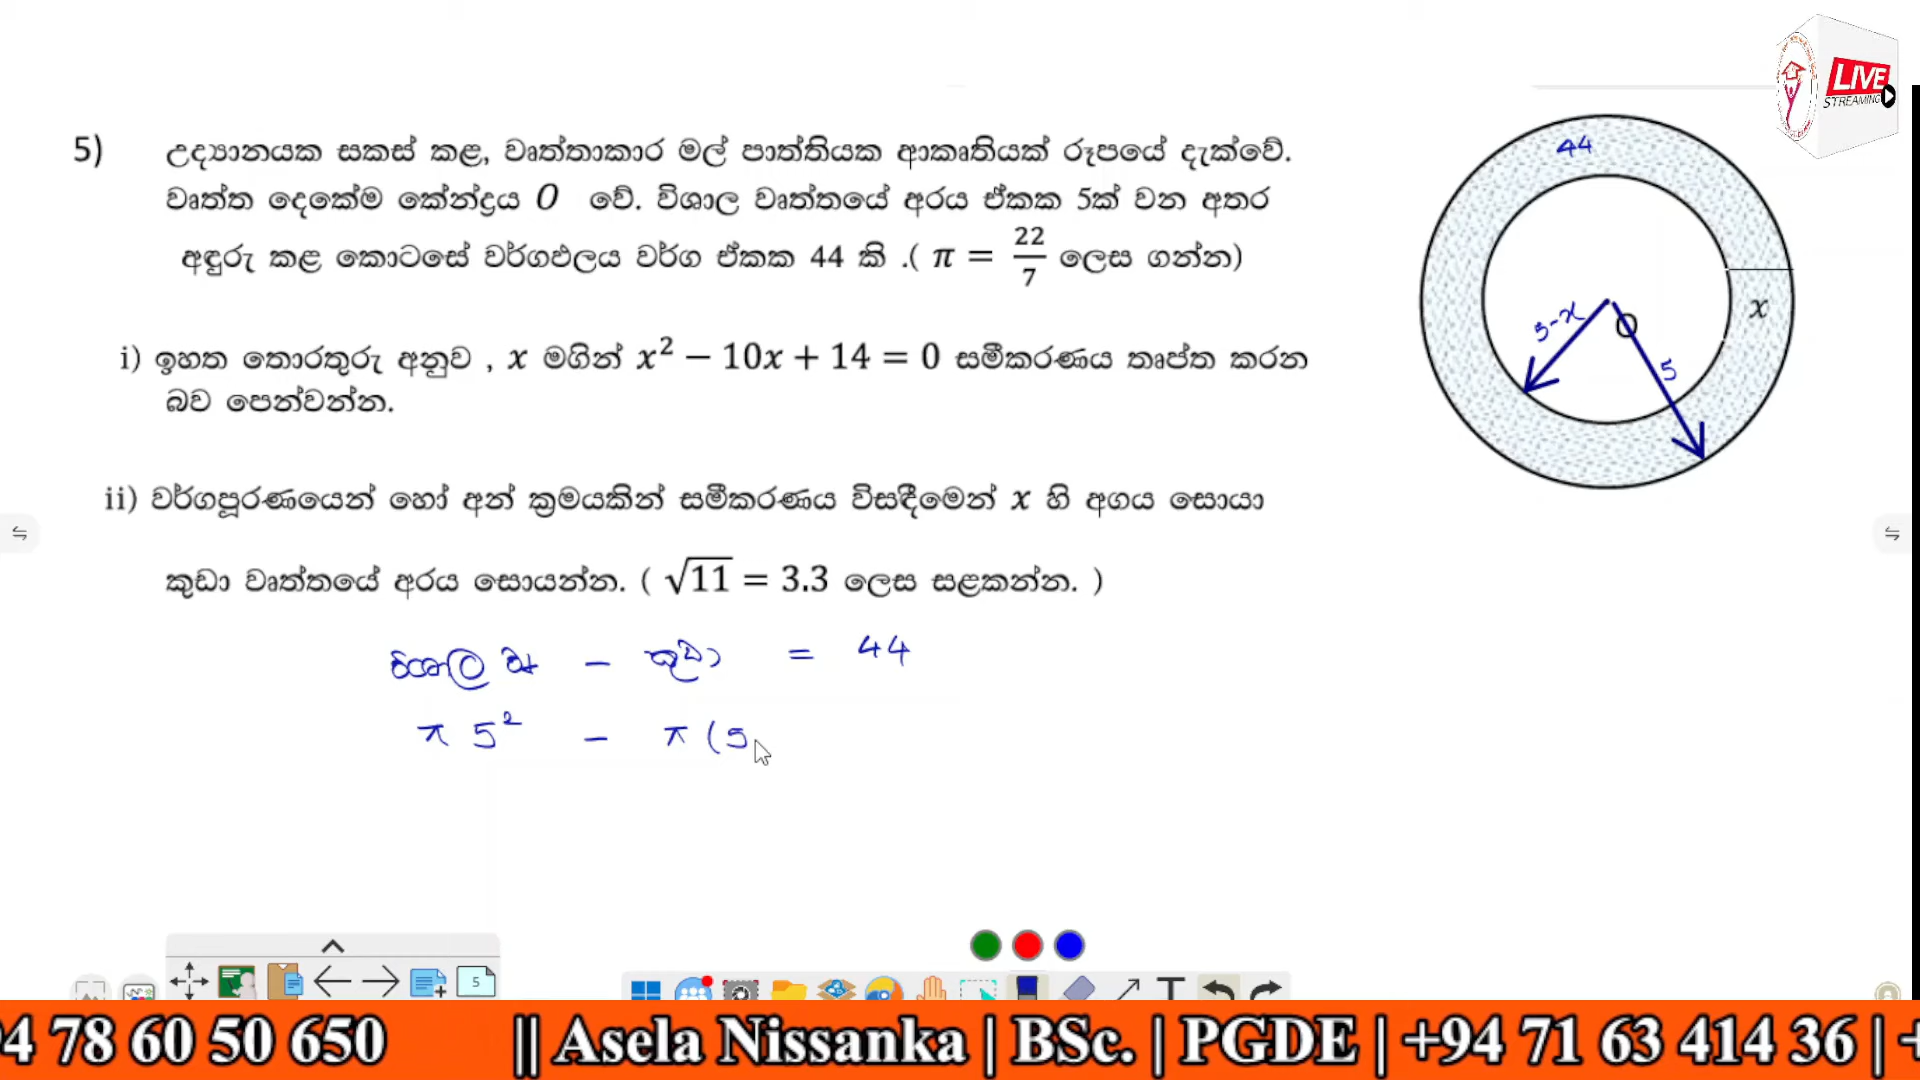 LIVE
STREAMING
5) උද්‍යානයක සකස් කළ, වෘත්තාකාර මල් පාත්තියක ආකෘතියක් රූපයේ දැක්වේ.
වෘත්ත දෙකේම කේන්ද්‍රය O වේ. විශාල වෘත්තයේ අරය ඒකක 5ක් වන අතර
අඳුරු කළ කොටසේ වර්ගඵලය වර්ග ඒකක 44 කි .( π = 22/7 ලෙස ගන්න)
i) ඉහත තොරතුරු අනුව , x මගින් x² − 10x + 14 = 0 සමීකරණය තෘප්ත කරන
බව පෙන්වන්න.
ii) වර්ගපූරණයෙන් හෝ අන් ක්‍රමයකින් සමීකරණය විසඳීමෙන් x හි අගය සොයා
කුඩා වෘත්තයේ අරය සොයන්න. ( √11 = 3.3 ලෙස සළකන්න. )
44
x
5-x
O
5
විශාල වෘ − කුඩා = 44
π 5² − π (5
5
94 78 60 50 650 || Asela Nissanka | BSc. | PGDE | +94 71 63 414 36 | +